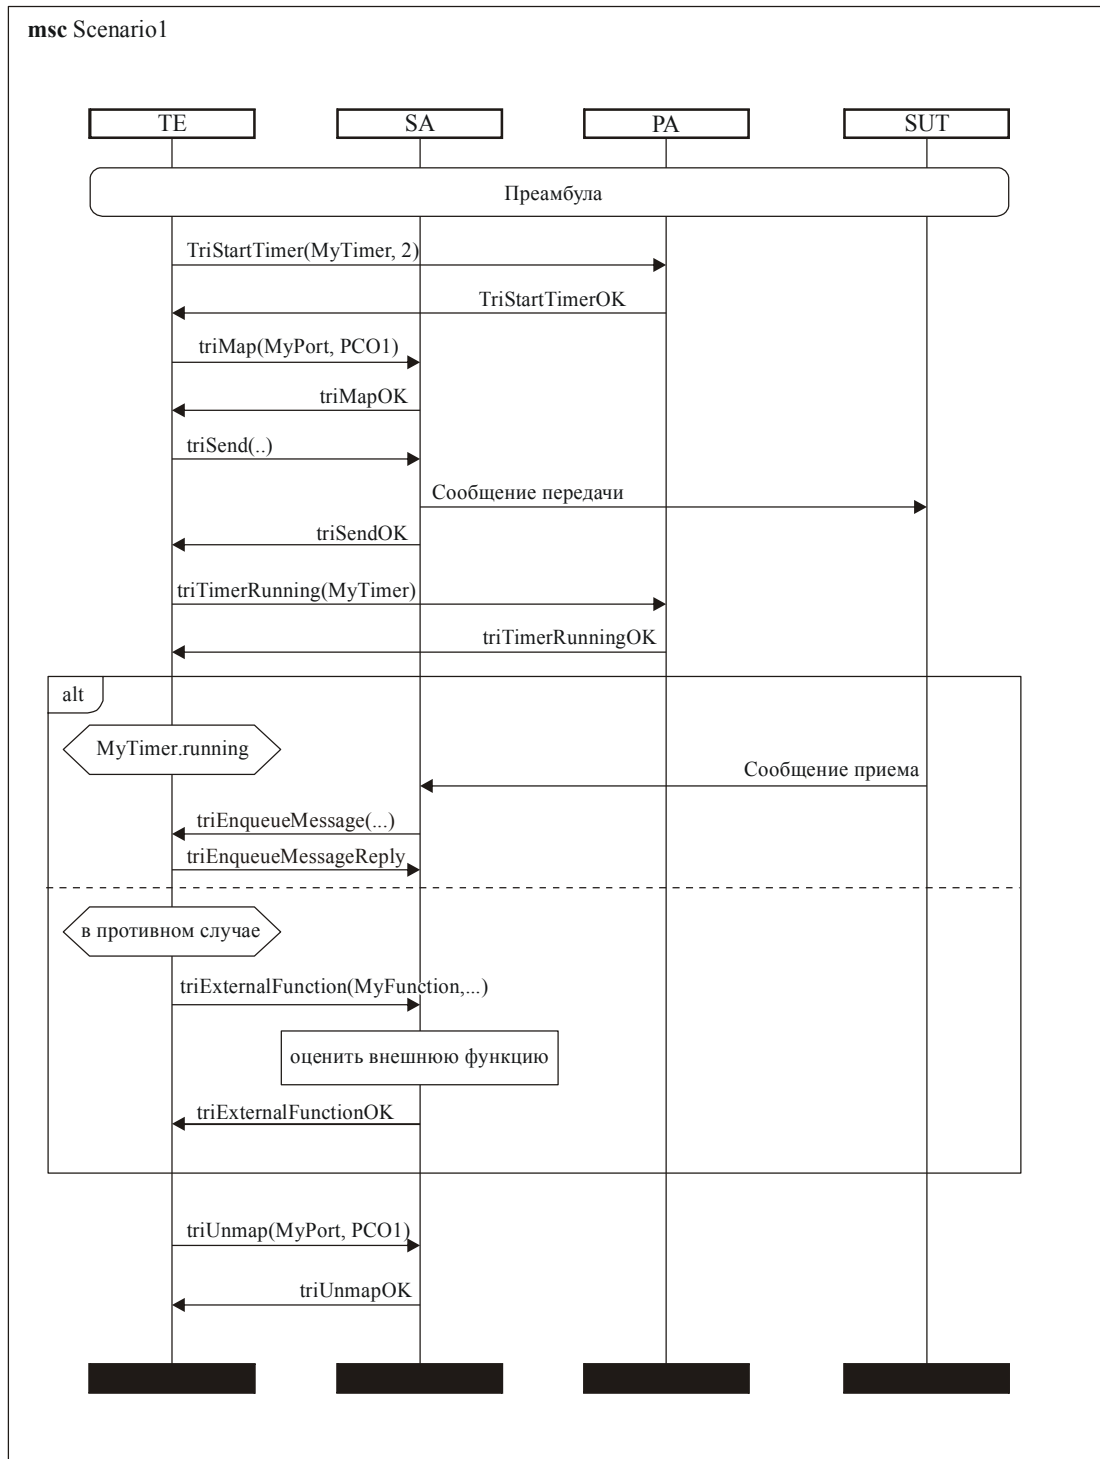 msc Scenario1
TE
SA
PA
SUT
Преамбула
TriStartTimer(MyTimer, 2)
TriStartTimerOK
triMap(MyPort, PCO1)
triMapOK
triSend(..)
Сообщение передачи
triSendOK
triTimerRunning(MyTimer)
triTimerRunningOK
alt
MyTimer.running
Сообщение приема
triEnqueueMessage(...)
triEnqueueMessageReply
в противном случае
triExternalFunction(MyFunction,...)
оценить внешнюю функцию
triExternalFunctionOK
triUnmap(MyPort, PCO1)
triUnmapOK